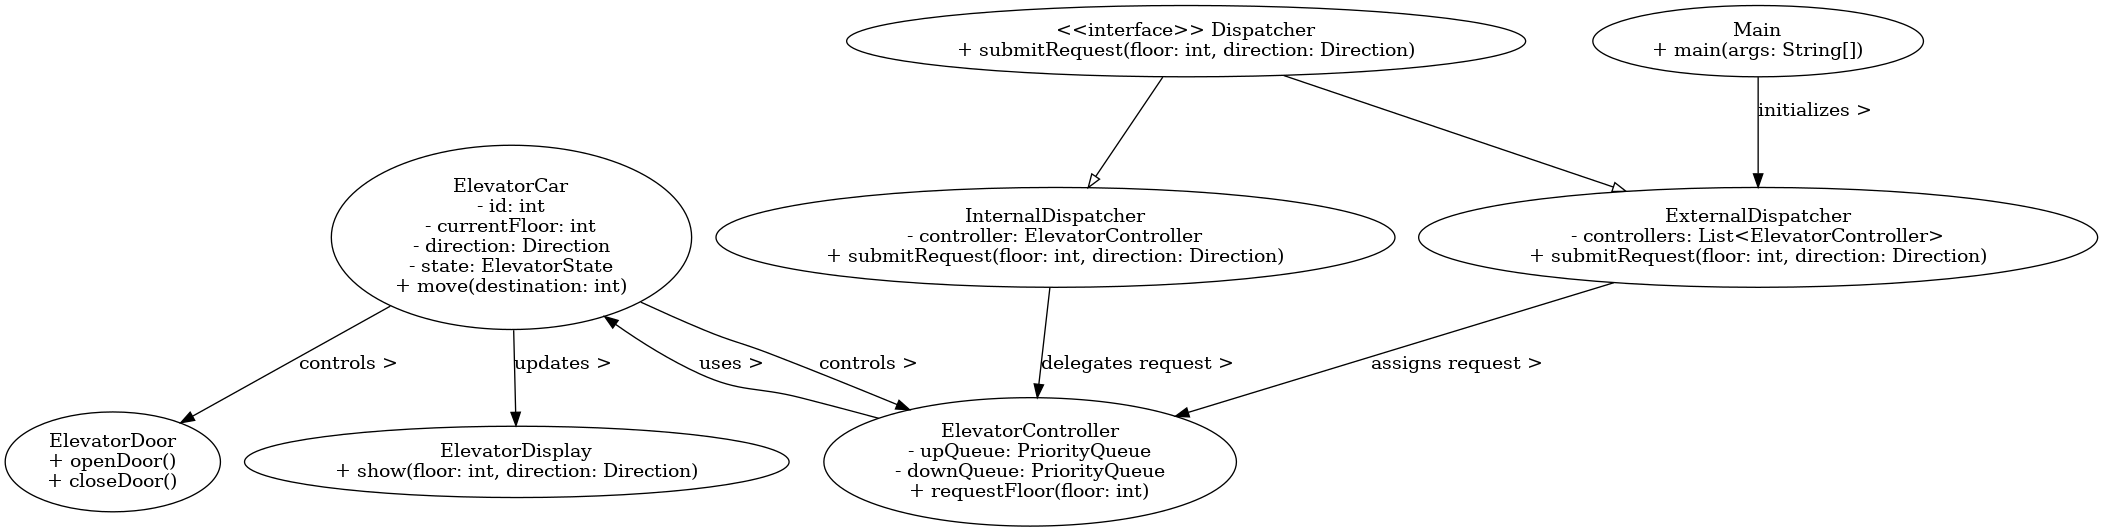 <<interface>> Dispatcher
+ submitRequest(floor: int, direction: Direction)
Main
+ main(args: String[])
initializes >
ElevatorCar
- id: int
- currentFloor: int
- direction: Direction
- state: ElevatorState
+ move(destination: int)
InternalDispatcher
- controller: ElevatorController
+ submitRequest(floor: int, direction: Direction)
ExternalDispatcher
- controllers: List<ElevatorController>
+ submitRequest(floor: int, direction: Direction)
controls >
updates >
uses >
controls >
delegates request >
assigns request >
ElevatorDoor
+ openDoor()
+ closeDoor()
ElevatorDisplay
+ show(floor: int, direction: Direction)
ElevatorController
- upQueue: PriorityQueue
- downQueue: PriorityQueue
+ requestFloor(floor: int)